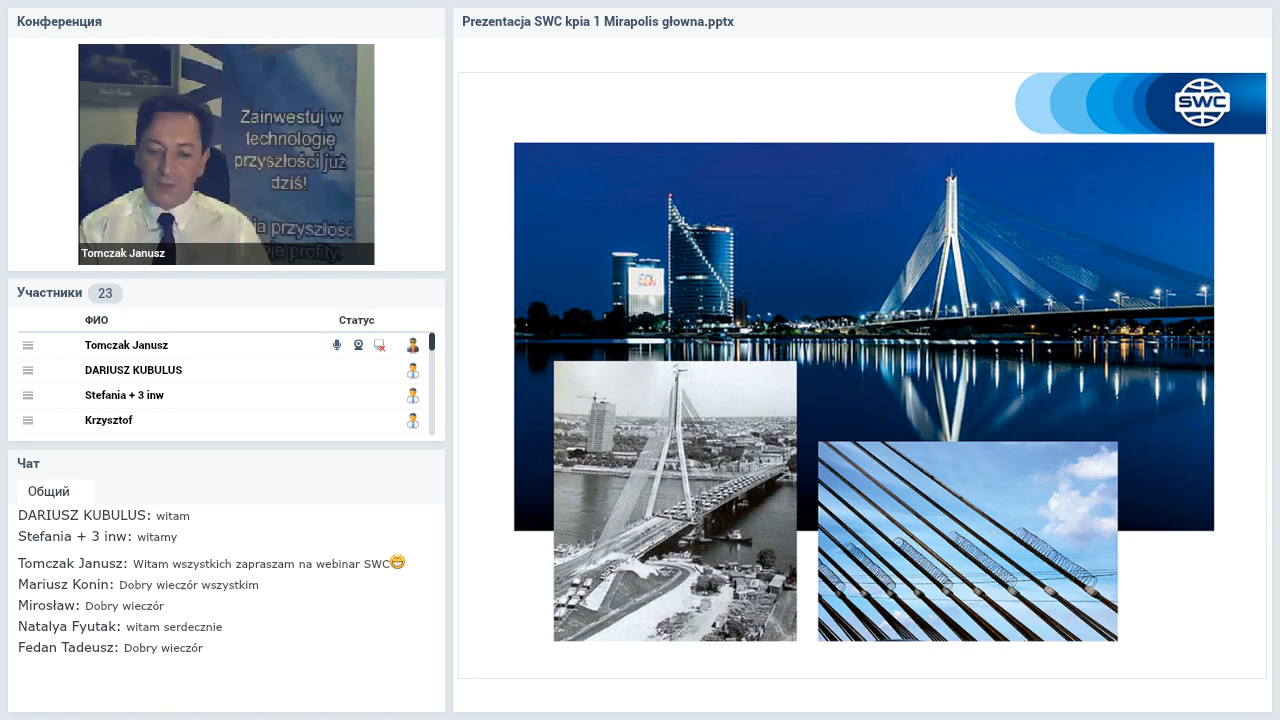 Конференция
Zainwestuj w
technologię
przyszłości już
dziś!
przyszłość
profity,
Tomczak Janusz
Участники 23
ФИО Статус
Tomczak Janusz
DARIUSZ KUBULUS
Stefania + 3 inw
Krzysztof
Чат
Общий
DARIUSZ KUBULUS: witam
Stefania + 3 inw: witamy
Tomczak Janusz: Witam wszystkich zapraszam na webinar SWC
Mariusz Konin: Dobry wieczór wszystkim
Mirosław: Dobry wieczór
Natalya Fyutak: witam serdecznie
Fedan Tadeusz: Dobry wieczór
Prezentacja SWC kpia 1 Mirapolis głowna.pptx
SWC